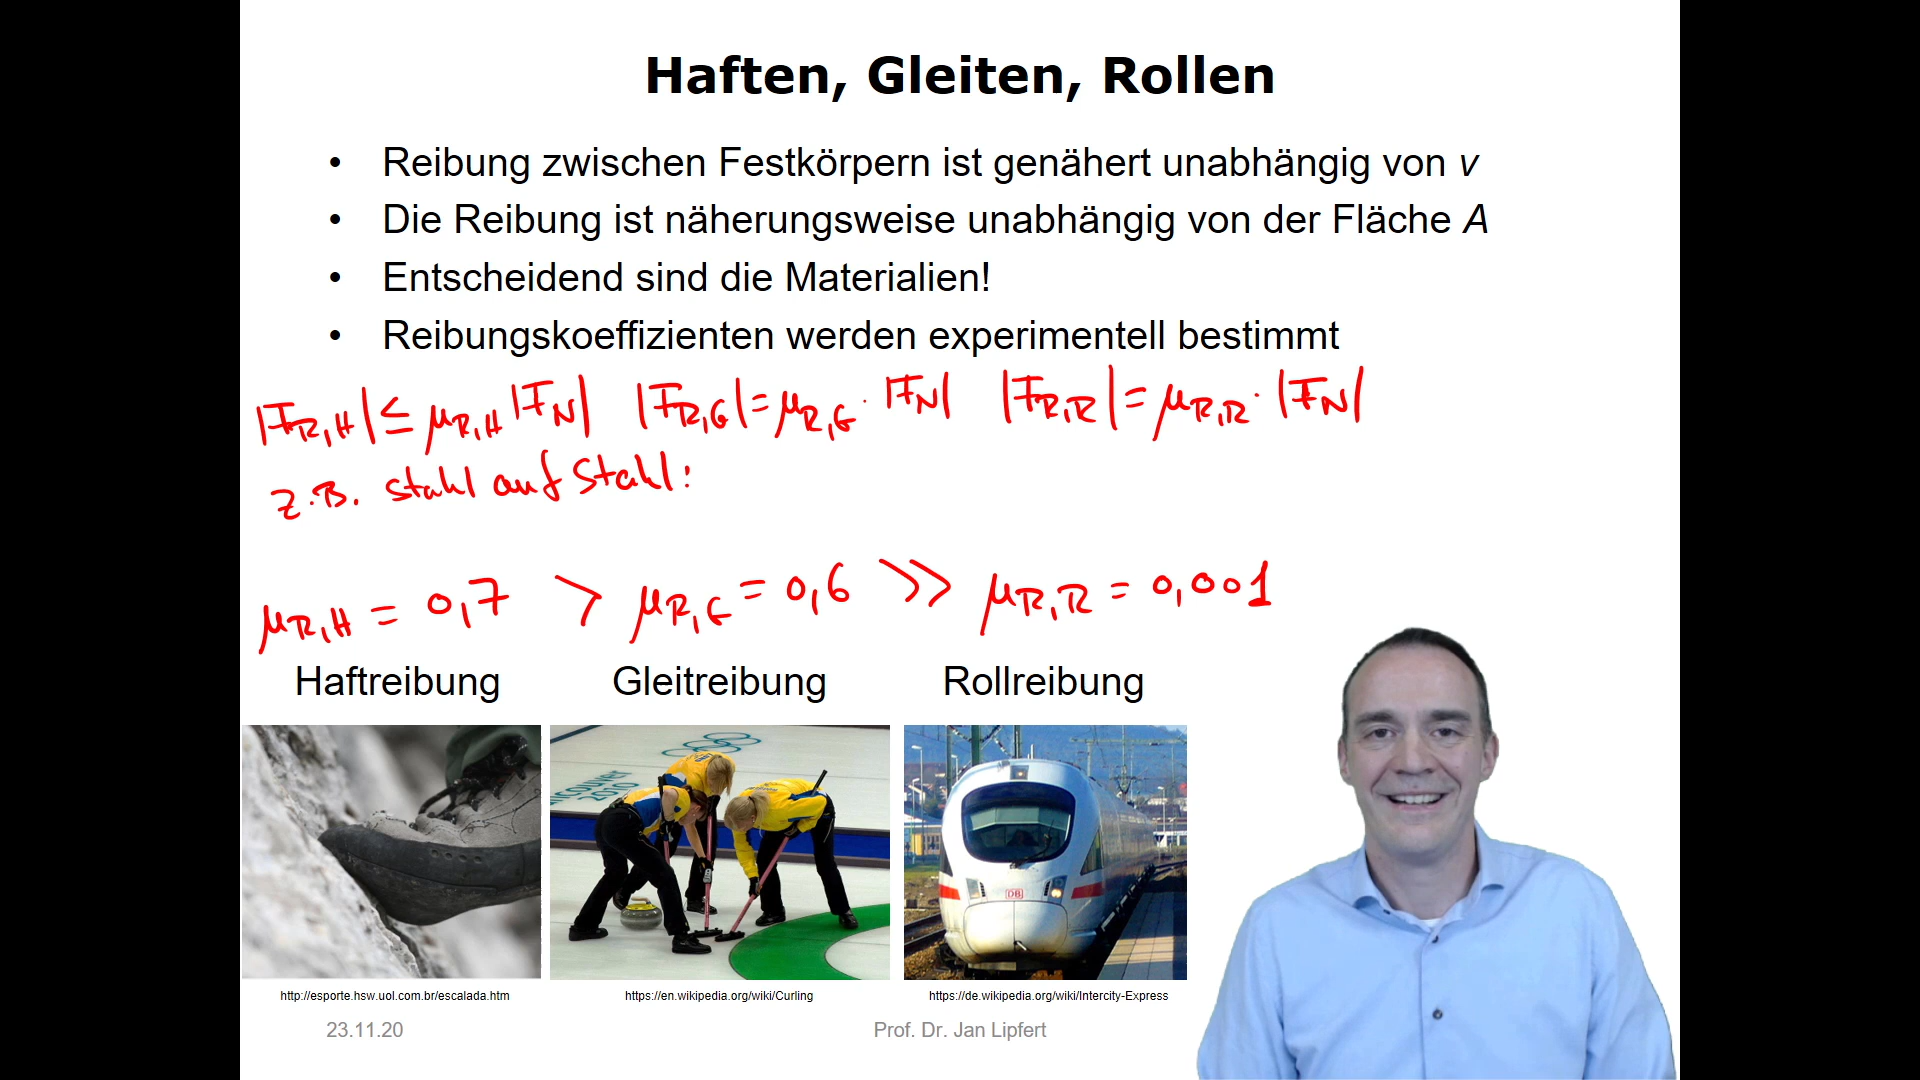 Haften, Gleiten, Rollen
• Reibung zwischen Festkörpern ist genähert unabhängig von v
• Die Reibung ist näherungsweise unabhängig von der Fläche A
• Entscheidend sind die Materialien!
• Reibungskoeffizienten werden experimentell bestimmt
|F_R,H| ≤ μ_R,H |F_N| |F_R,G| = μ_R,G · |F_N| |F_R,R| = μ_R,R · |F_N|
z.B. Stahl auf Stahl:
μ_R,H = 0,7 > μ_R,G = 0,6 >> μ_R,R = 0,001
Haftreibung Gleitreibung Rollreibung
vancouver
2010
DB
http://esporte.hsw.uol.com.br/escalada.htm https://en.wikipedia.org/wiki/Curling https://de.wikipedia.org/wiki/Intercity-Express
23.11.20 Prof. Dr. Jan Lipfert